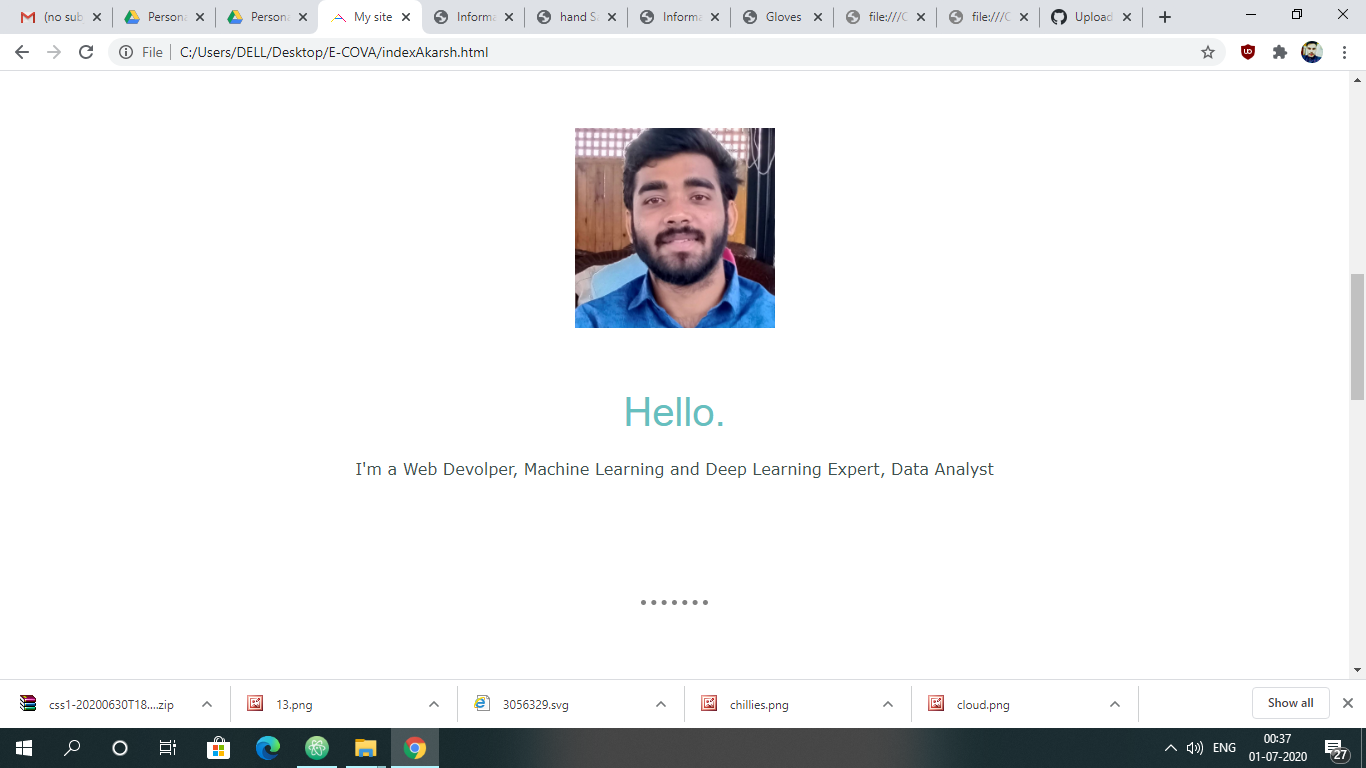 (no sub
Persona
Persona
My site
Informa
hand Sa
Informa
Gloves
file:///C
file:///C
Upload
File
C:/Users/DELL/Desktop/E-COVA/indexAkarsh.html
Hello.
I'm a Web Devolper, Machine Learning and Deep Learning Expert, Data Analyst
css1-20200630T18....zip
13.png
3056329.svg
chillies.png
cloud.png
Show all
ENG
00:37
01-07-2020
27